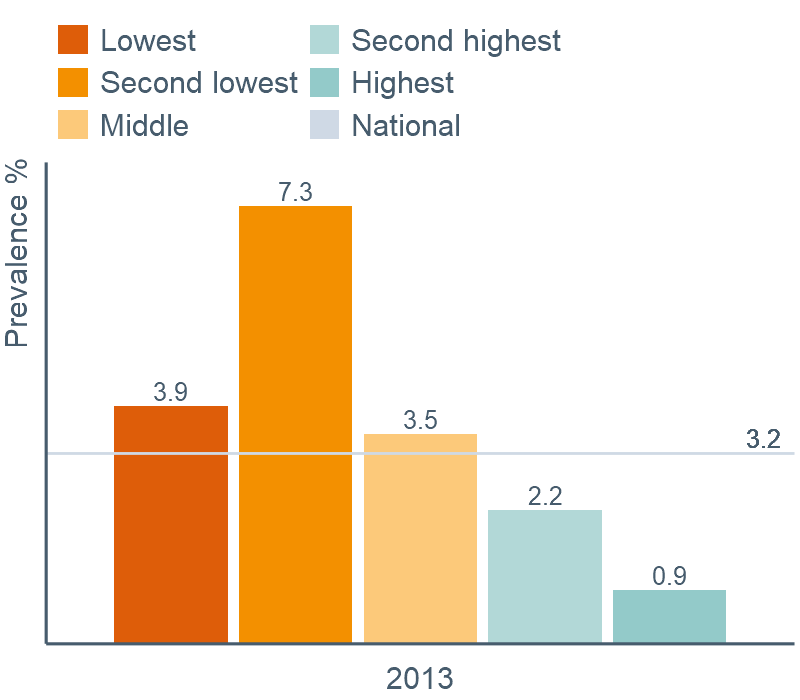 Lowest
Second lowest
Middle
Second highest
Highest
National
Prevalence %
7.3
3.9
3.5
3.2
2.2
0.9
2013